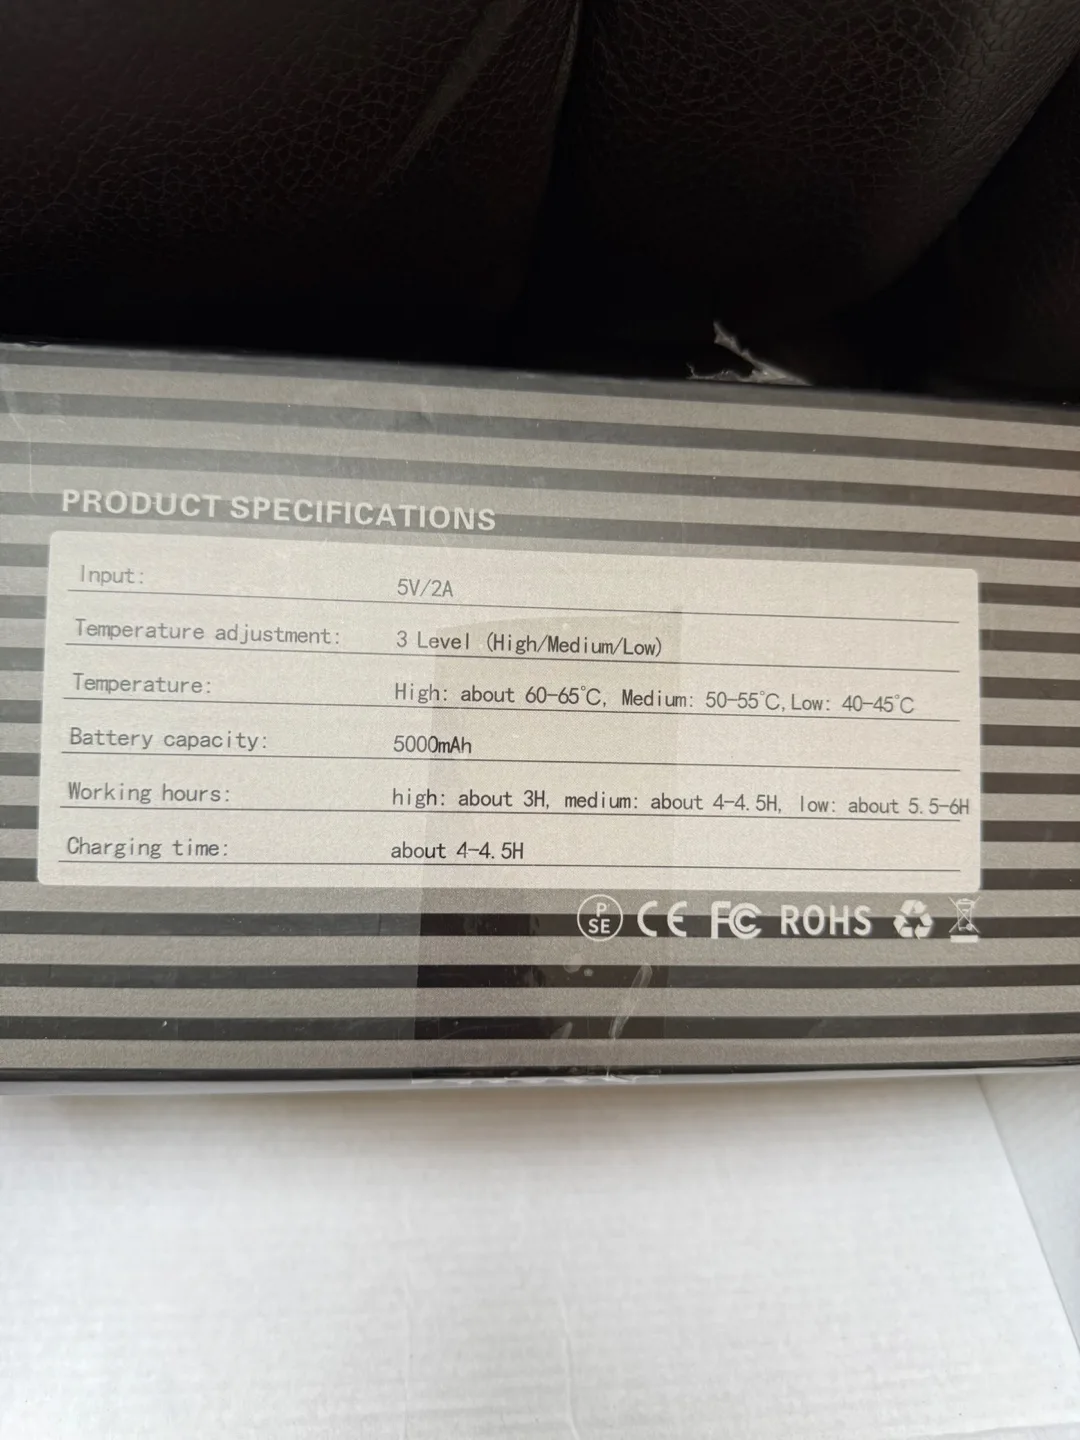 PRODUCT SPECIFICATIONS
Input: 5V/2A
Temperature adjustment: 3 Level (High/Medium/Low)
Temperature: High: about 60-65℃, Medium: 50-55℃, Low: 40-45℃
Battery capacity: 5000mAh
Working hours: high: about 3H, medium: about 4-4.5H, low: about 5.5-6H
Charging time: about 4-4.5H
PSE CE FC ROHS